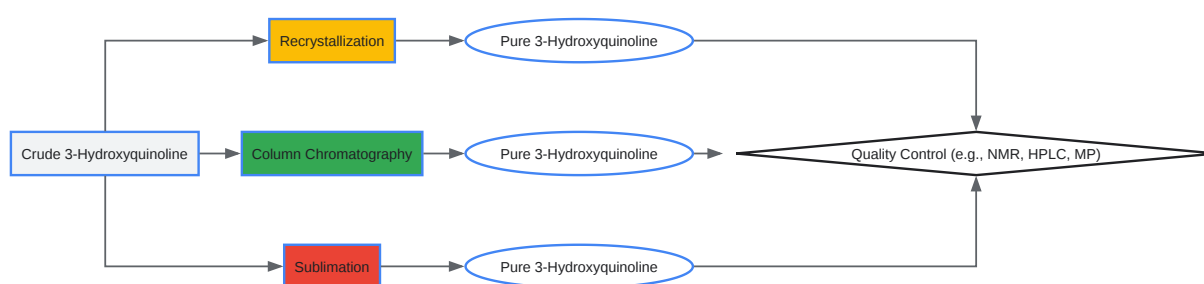 Recrystallization
Pure 3-Hydroxyquinoline
Crude 3-Hydroxyquinoline
Column Chromatography
Pure 3-Hydroxyquinoline
Quality Control (e.g., NMR, HPLC, MP)
Sublimation
Pure 3-Hydroxyquinoline